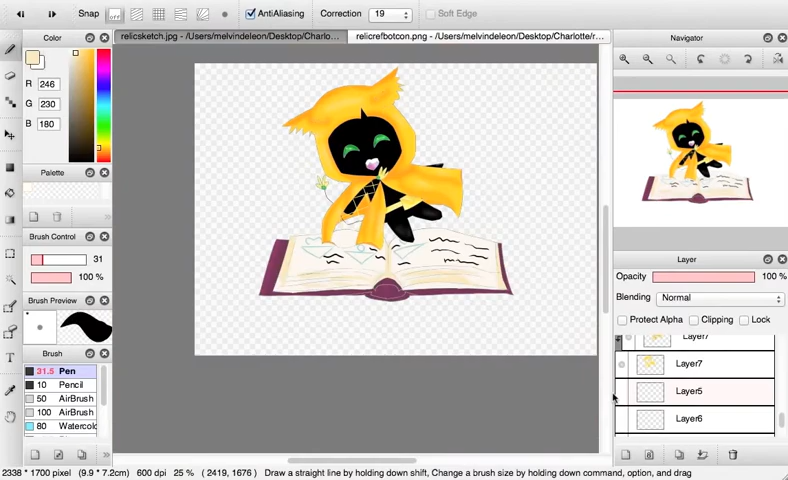 Snap off AntiAliasing Correction 19 Soft Edge
Color
relicsketch.jpg - /Users/melvindeleon/Desktop/Charlo...
relicrefbotcon.png - /Users/melvindeleon/Desktop/Charlotte/r...
Navigator
R 246
G 230
B 180
Palette
Brush Control
31
100 %
Brush Preview
Brush
31.5 Pen
10 Pencil
50 AirBrush
100 AirBrush
80 Watercolo
Layer
Opacity 100 %
Blending Normal
Protect Alpha Clipping Lock
Layer7
Layer7
Layer5
Layer6
2338 * 1700 pixel (9.9 * 7.2cm) 600 dpi 25 % ( 2419, 1676 ) Draw a straight line by holding down shift, Change a brush size by holding down command, option, and drag